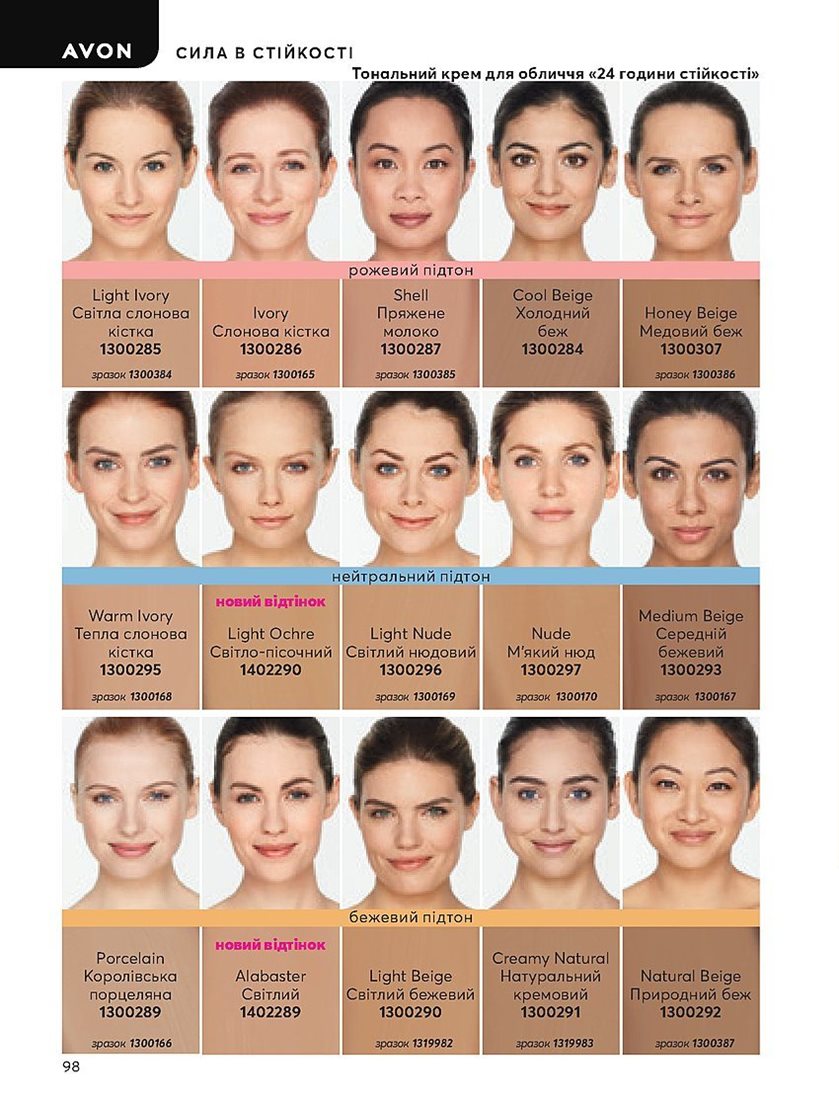 AVON
СИЛА В СТІЙКОСТІ
Тональний крем для обличчя «24 години стійкості»
рожевий підтон
Light Ivory
Світла слонова
кістка
1300285
зразок 1300384
Ivory
Слонова кістка
1300286
зразок 1300165
Shell
Пряжене
молоко
1300287
зразок 1300385
Cool Beige
Холодний
беж
1300284
Honey Beige
Медовий беж
1300307
зразок 1300386
нейтральний підтон
Warm Ivory
Тепла слонова
кістка
1300295
зразок 1300168
новий відтінок
Light Ochre
Світло-пісочний
1402290
Light Nude
Світлий нюдовий
1300296
зразок 1300169
Nude
М'який нюд
1300297
зразок 1300170
Medium Beige
Середній
бежевий
1300293
зразок 1300167
бежевий підтон
Porcelain
Королівська
порцеляна
1300289
зразок 1300166
новий відтінок
Alabaster
Світлий
1402289
Light Beige
Світлий бежевий
1300290
зразок 1319982
Creamy Natural
Натуральний
кремовий
1300291
зразок 1319983
Natural Beige
Природний беж
1300292
зразок 1300387
98